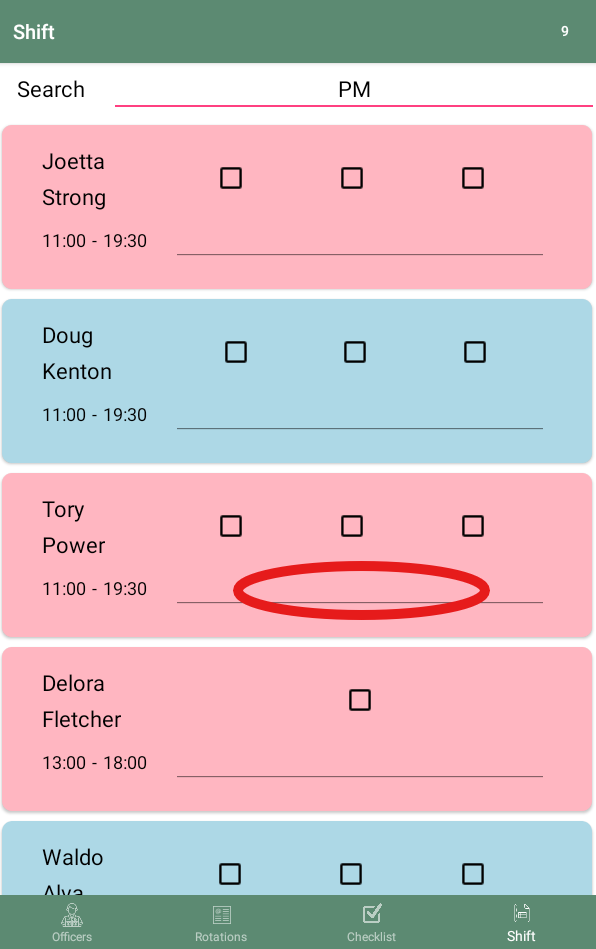 Shift 9
Search PM
Joetta
Strong
11:00 - 19:30
Doug
Kenton
11:00 - 19:30
Tory
Power
11:00 - 19:30
Delora
Fletcher
13:00 - 18:00
Waldo
Alva
Officers Rotations Checklist Shift